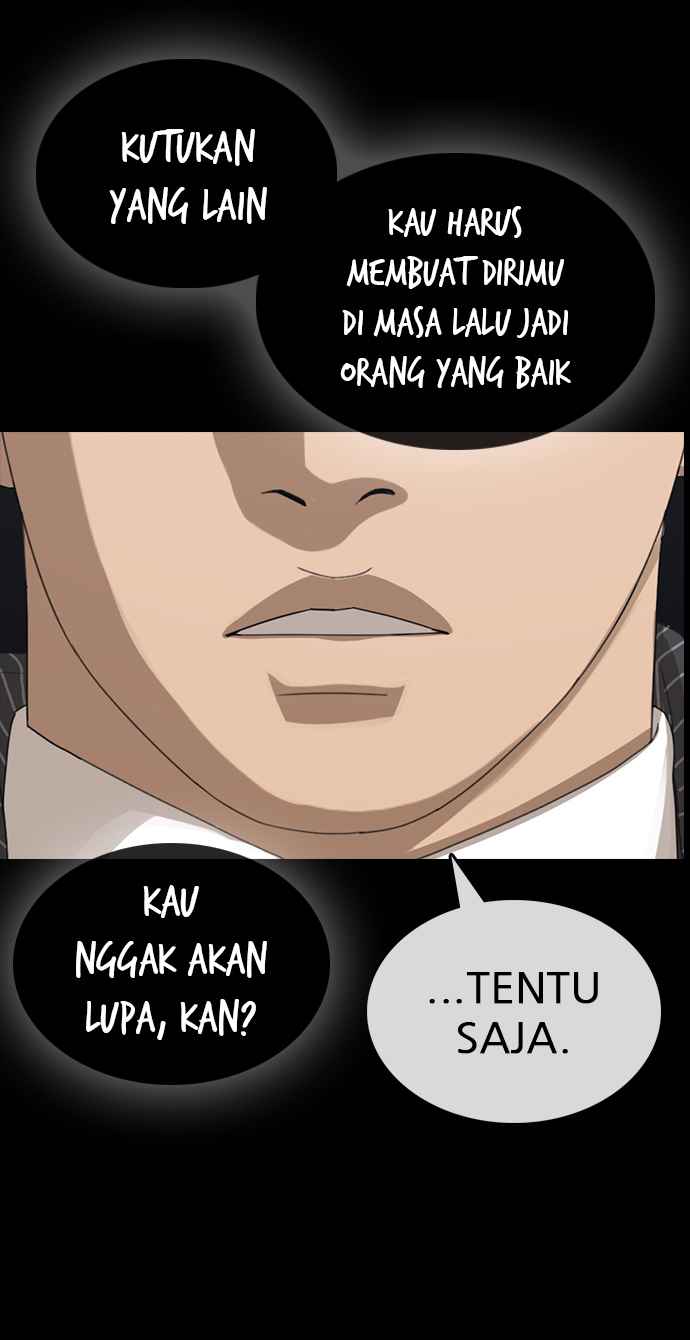 KUTUKAN
YANG LAIN
KAU HARUS
MEMBUAT DIRIMU
DI MASA LALU JADI
ORANG YANG BAIK
KAU
NGGAK AKAN
LUPA, KAN?
...TENTU
SAJA.